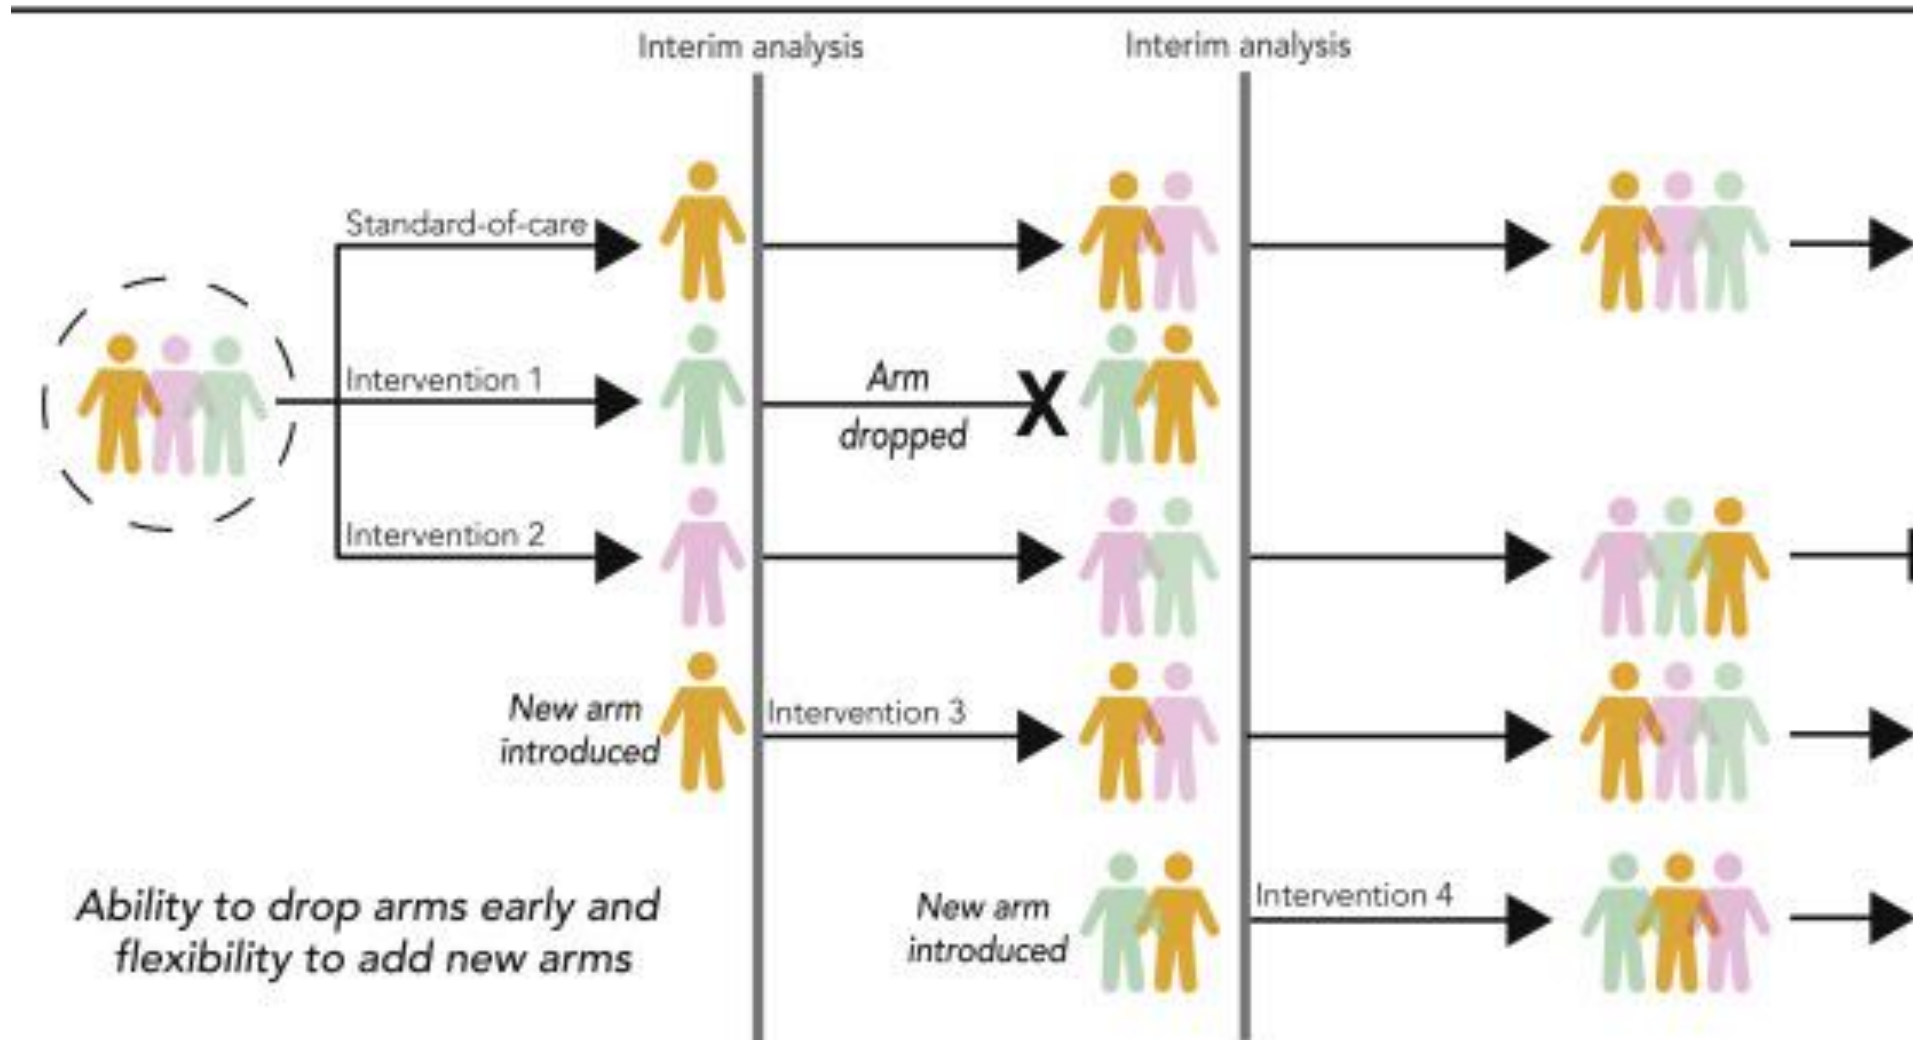 Interim analysis
Interim analysis
Standard-of-care
Intervention 1
Arm
dropped
X
Intervention 2
New arm
introduced
Intervention 3
New arm
introduced
Intervention 4
Ability to drop arms early and
flexibility to add new arms